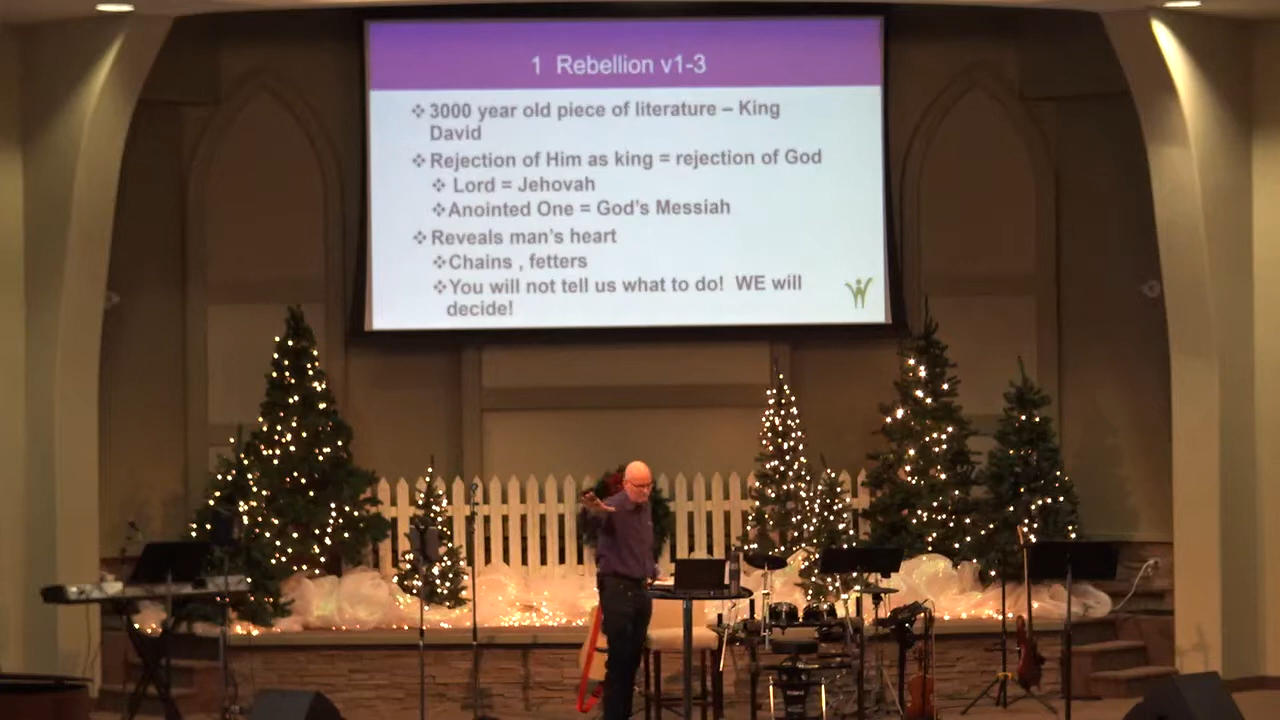 1 Rebellion v1-3
❖3000 year old piece of literature – King
David
❖Rejection of Him as king = rejection of God
❖ Lord = Jehovah
❖Anointed One = God's Messiah
❖Reveals man's heart
❖Chains , fetters
❖You will not tell us what to do! WE will
decide!
Roland